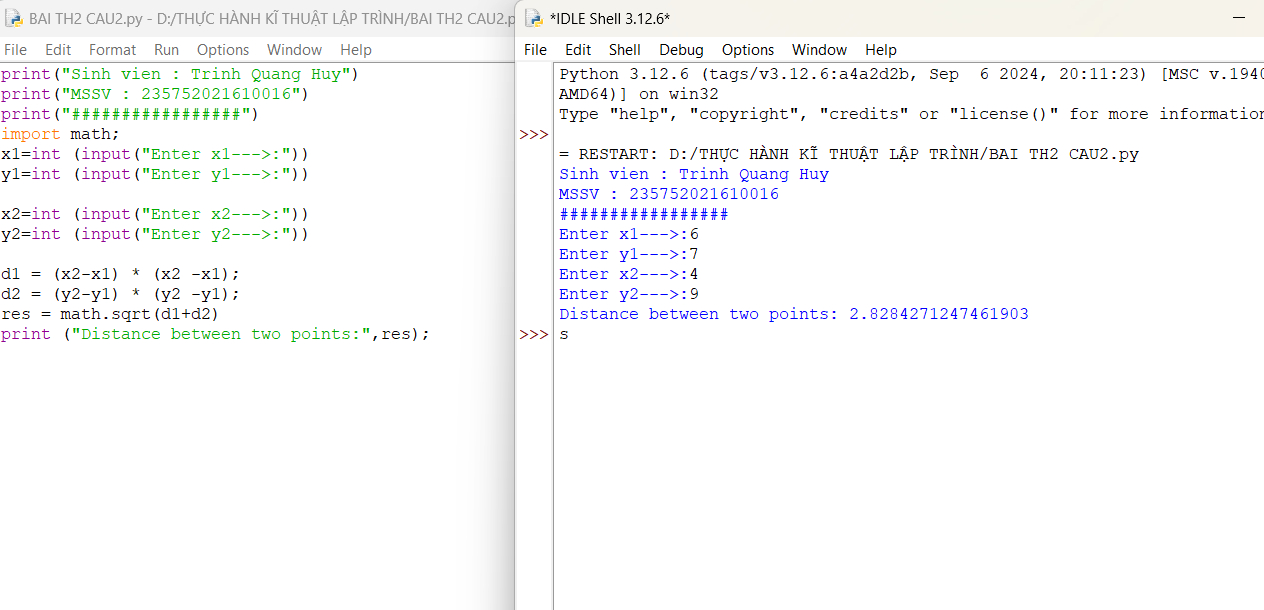 BAI TH2 CAU2.py - D:/THỰC HÀNH KĨ THUẬT LẬP TRÌNH/BAI TH2 CAU2.p
File Edit Format Run Options Window Help
print("Sinh vien : Trinh Quang Huy")
print("MSSV : 235752021610016")
print("#################")
import math;
x1=int (input("Enter x1--->:"))
y1=int (input("Enter y1--->:"))
x2=int (input("Enter x2--->:"))
y2=int (input("Enter y2--->:"))
d1 = (x2-x1) * (x2 -x1);
d2 = (y2-y1) * (y2 -y1);
res = math.sqrt(d1+d2)
print ("Distance between two points:",res);
*IDLE Shell 3.12.6*
File Edit Shell Debug Options Window Help
Python 3.12.6 (tags/v3.12.6:a4a2d2b, Sep  6 2024, 20:11:23) [MSC v.1940
AMD64)] on win32
Type "help", "copyright", "credits" or "license()" for more information
>>>
= RESTART: D:/THỰC HÀNH KĨ THUẬT LẬP TRÌNH/BAI TH2 CAU2.py
Sinh vien : Trinh Quang Huy
MSSV : 235752021610016
#################
Enter x1--->:6
Enter y1--->:7
Enter x2--->:4
Enter y2--->:9
Distance between two points: 2.8284271247461903
>>> s